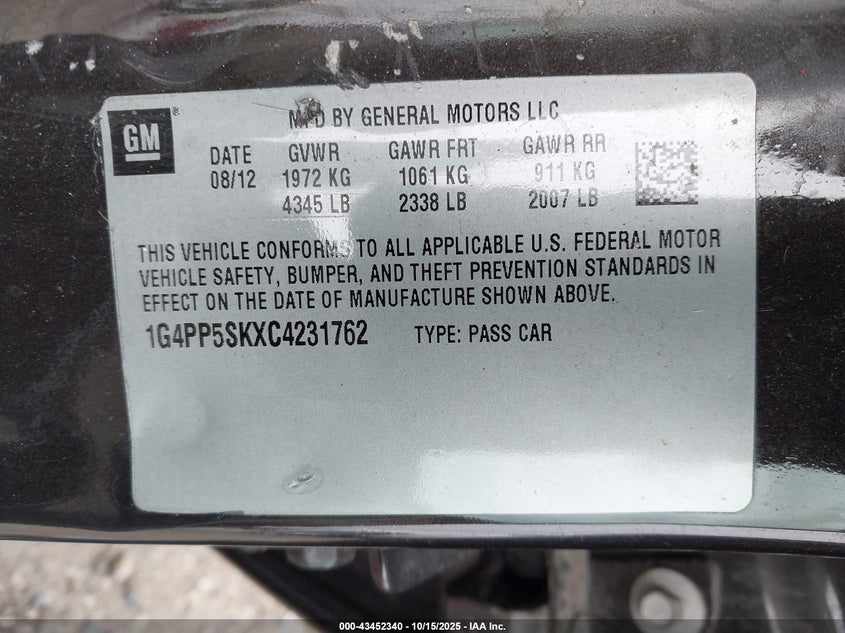 GM
MFD BY GENERAL MOTORS LLC
DATE GVWR GAWR FRT GAWR RR
08/12 1972 KG 1061 KG 911 KG
4345 LB 2338 LB 2007 LB
THIS VEHICLE CONFORMS TO ALL APPLICABLE U.S. FEDERAL MOTOR
VEHICLE SAFETY, BUMPER, AND THEFT PREVENTION STANDARDS IN
EFFECT ON THE DATE OF MANUFACTURE SHOWN ABOVE.
1G4PP5SKXC4231762 TYPE: PASS CAR
000-43452340 | 10/15/2025 - IAA Inc.